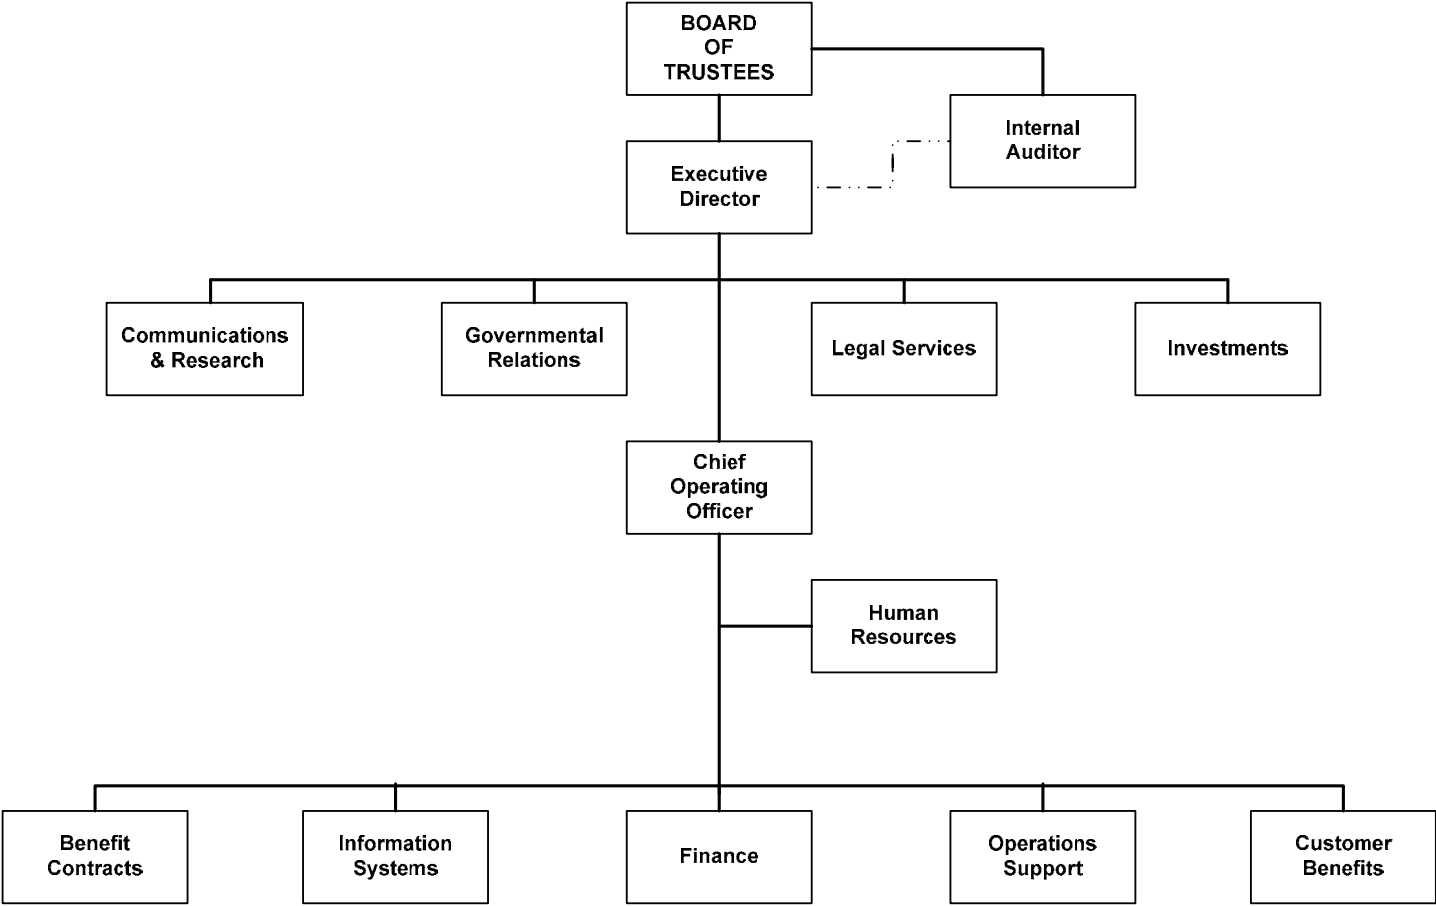 BOARD
OF
TRUSTEES
Internal
Auditor
Executive
Director
Communications
& Research
Governmental
Relations
Legal Services
Investments
Chief
Operating
Officer
Human
Resources
Benefit
Contracts
Information
Systems
Finance
Operations
Support
Customer
Benefits